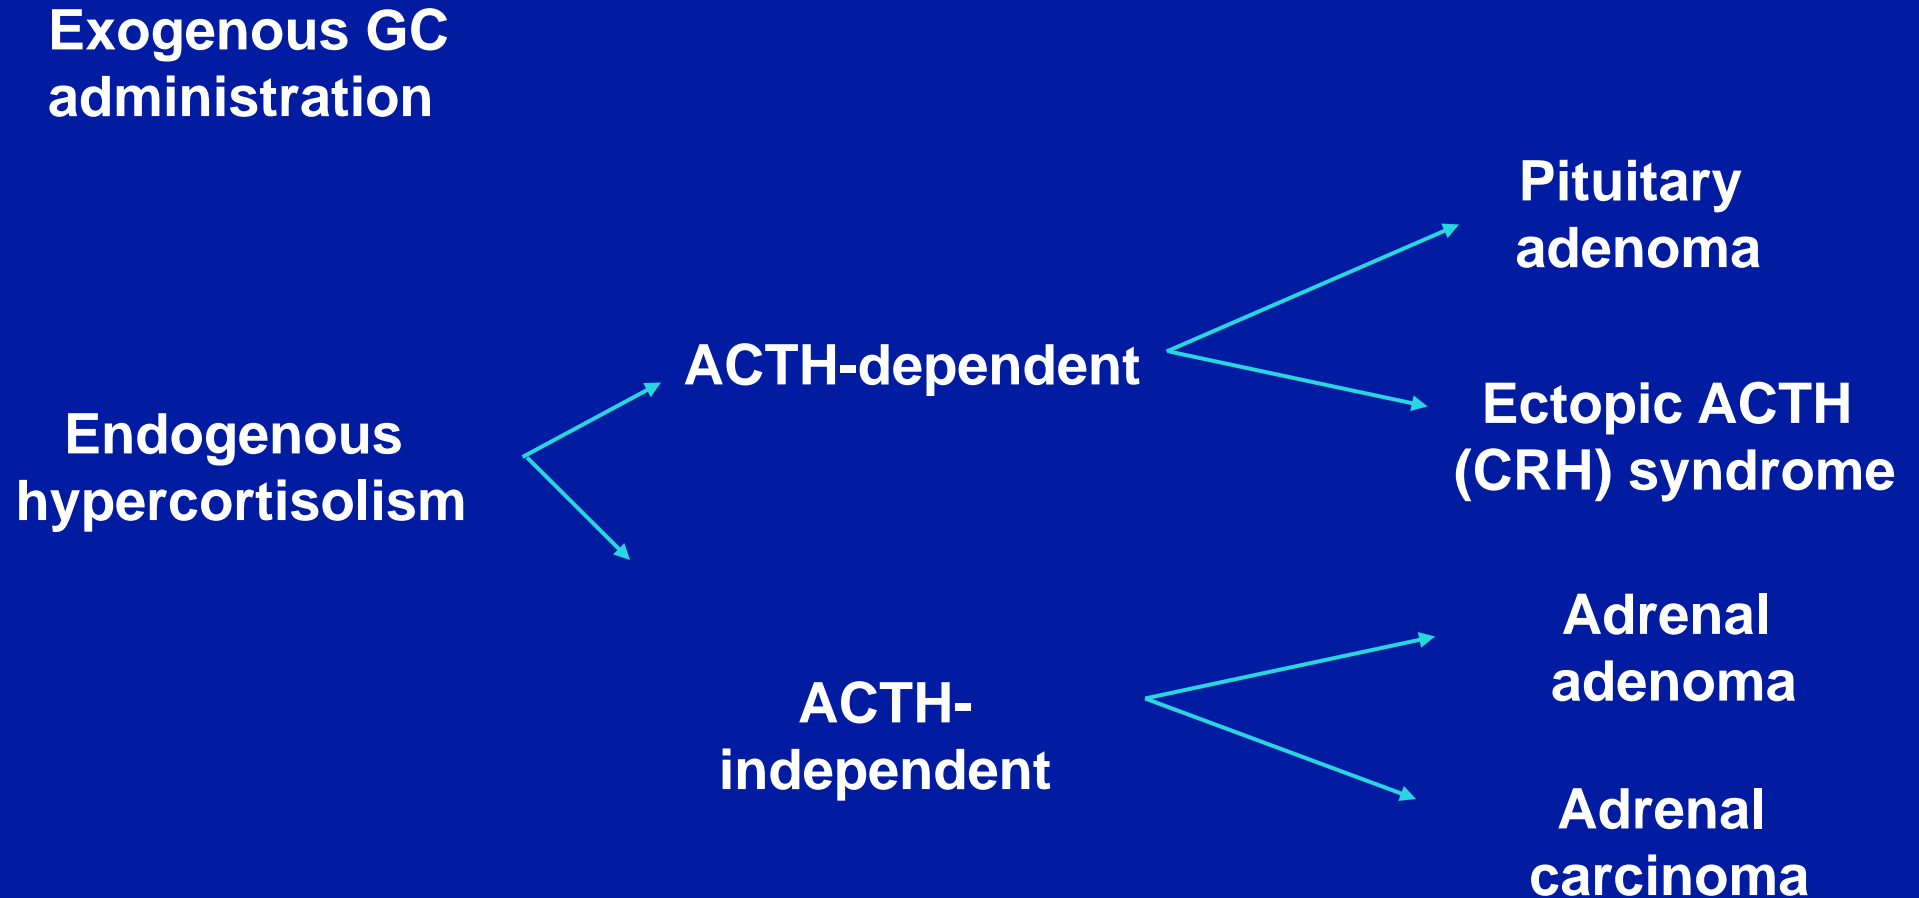 Exogenous GC
administration
Pituitary
adenoma
ACTH-dependent
Ectopic ACTH
(CRH) syndrome
Endogenous
hypercortisolism
Adrenal
adenoma
ACTH-
independent
Adrenal
carcinoma